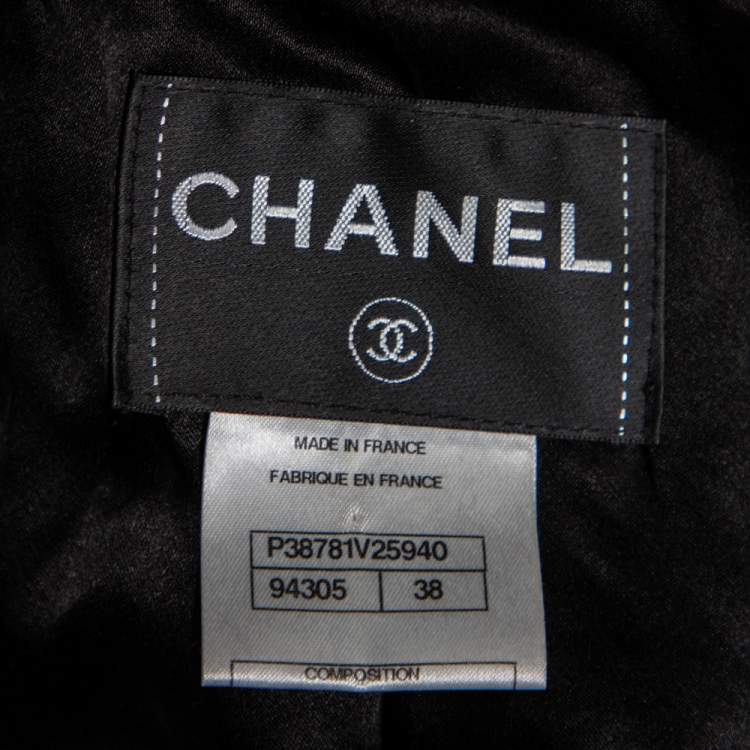 CHANEL
MADE IN FRANCE
FABRIQUE EN FRANCE
P38781V25940
94305 38
COMPOSITION